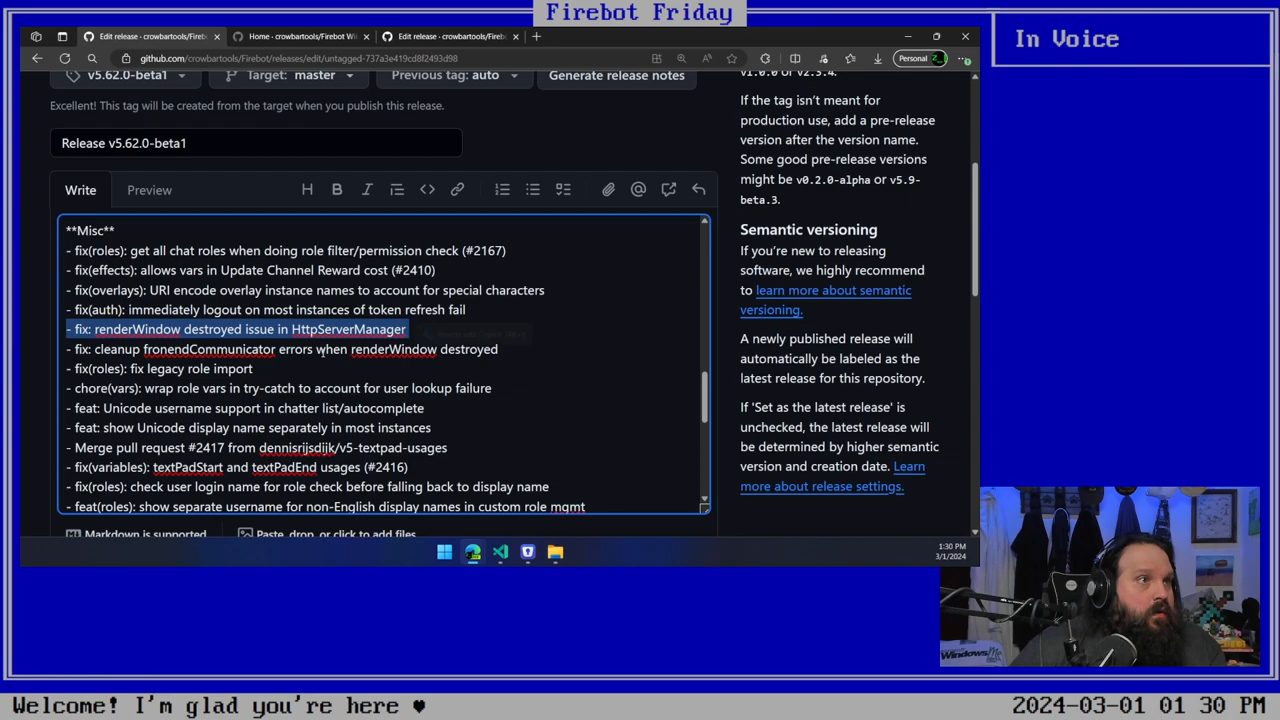 Firebot Friday
In Voice
Edit release · crowbartools/Firebo
Home · crowbartools/Firebot Wi
Edit release · crowbartools/Firebo
github.com/crowbartools/Firebot/releases/edit/untagged-737a3e419cd8f2493d98
Personal
v5.62.0-beta1
Target: master
Previous tag: auto
Generate release notes
Excellent! This tag will be created from the target when you publish this release.
Release v5.62.0-beta1
Write
Preview
**Misc**
- fix(roles): get all chat roles when doing role filter/permission check (#2167)
- fix(effects): allows vars in Update Channel Reward cost (#2410)
- fix(overlays): URI encode overlay instance names to account for special characters
- fix(auth): immediately logout on most instances of token refresh fail
- fix: renderWindow destroyed issue in HttpServerManager
- fix: cleanup fronendCommunicator errors when renderWindow destroyed
- fix(roles): fix legacy role import
- chore(vars): wrap role vars in try-catch to account for user lookup failure
- feat: Unicode username support in chatter list/autocomplete
- feat: show Unicode display name separately in most instances
- Merge pull request #2417 from dennisrijsdijk/v5-textpad-usages
- fix(variables): textPadStart and textPadEnd usages (#2416)
- fix(roles): check user login name for role check before falling back to display name
- feat(roles): show separate username for non-English display names in custom role mgmt
Markdown is supported
Paste, drop, or click to add files
v1.0.0 or v2.3.4.
If the tag isn't meant for
production use, add a pre-release
version after the version name.
Some good pre-release versions
might be v0.2.0-alpha or v5.9-
beta.3.
Semantic versioning
If you're new to releasing
software, we highly recommend
to learn more about semantic
versioning.
A newly published release will
automatically be labeled as the
latest release for this repository.
If 'Set as the latest release' is
unchecked, the latest release will
be determined by higher semantic
version and creation date. Learn
more about release settings.
1:30 PM
3/1/2024
Windows
Welcome! I'm glad you're here ♥
2024-03-01 01 30 PM